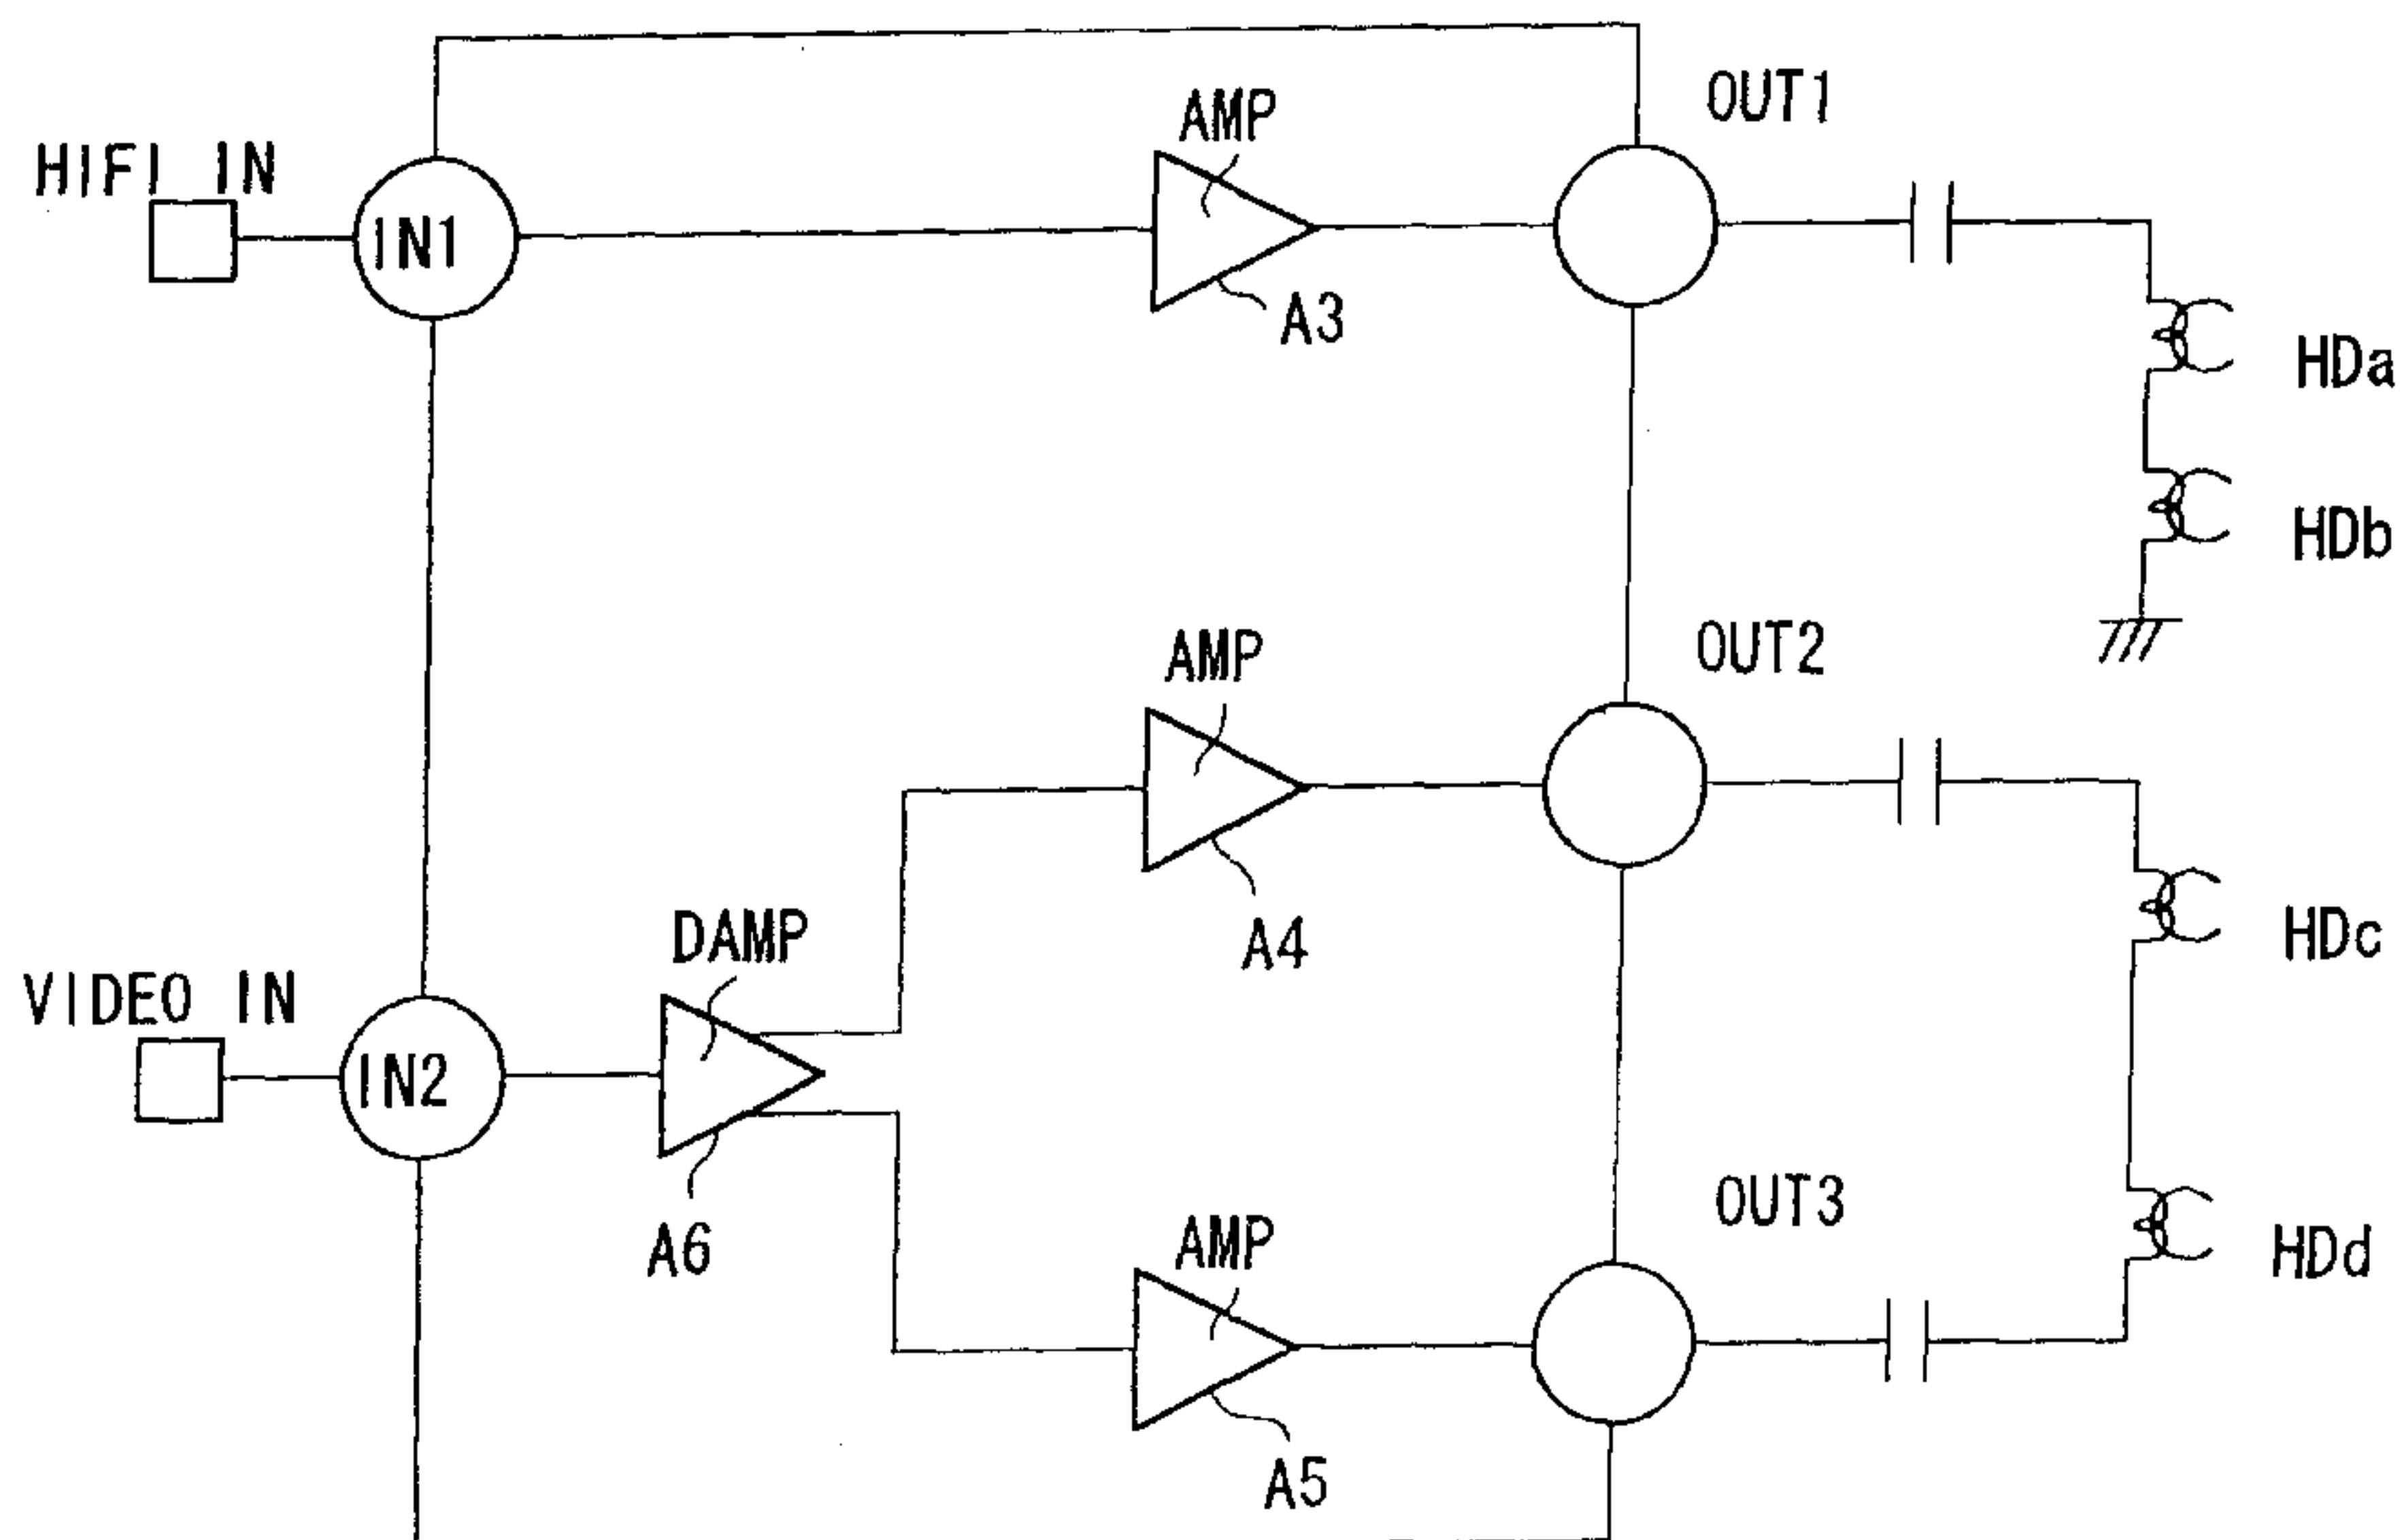 OUT1
AMP
HIFI IN
IN1
A3
HDa
HDb
OUT2
AMP
DAMP
A4
HDc
VIDEO IN
IN2
OUT3
A6
AMP
HDd
A5